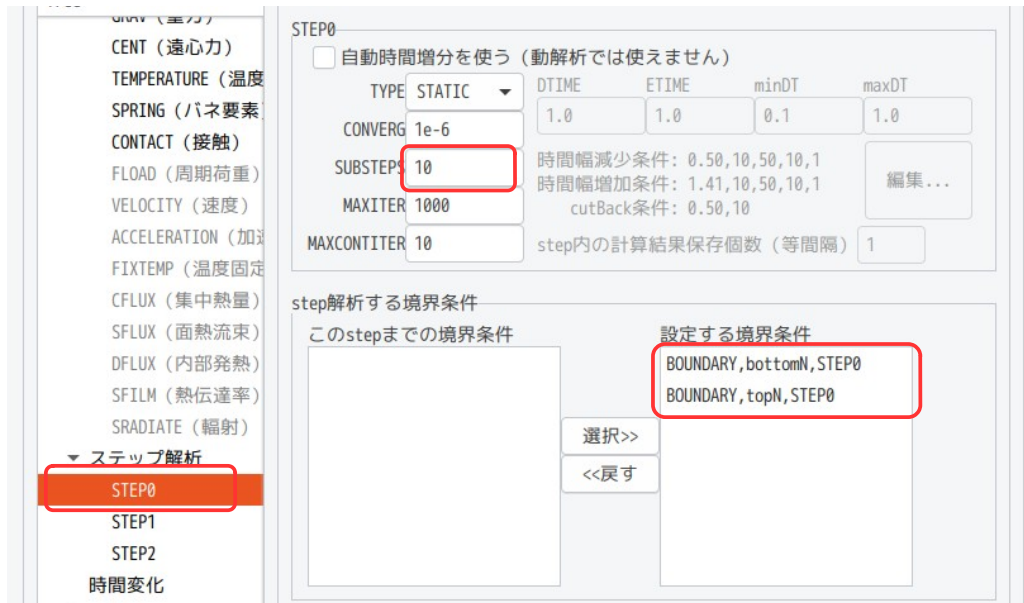 GRAV (重力)
CENT (遠心力)
TEMPERATURE (温度
SPRING (バネ要素)
CONTACT (接触)
FLOAD (周期荷重)
VELOCITY (速度)
ACCELERATION (加速
FIXTEMP (温度固定
CFLUX (集中熱量)
SFLUX (面熱流束)
DFLUX (内部発熱)
SFILM (熱伝達率)
SRADIATE (輻射)
ステップ解析
STEP0
STEP1
STEP2
時間変化
STEP0
自動時間増分を使う (動解析では使えません)
TYPE STATIC
CONVERG 1e-6
SUBSTEPS 10
MAXITER 1000
MAXCONTITER 10
DTIME ETIME minDT maxDT
1.0 1.0 0.1 1.0
時間幅減少条件: 0.50,10,50,10,1
時間幅増加条件: 1.41,10,50,10,1
cutBack条件: 0.50,10
編集...
step内の計算結果保存個数 (等間隔) 1
step解析する境界条件
このstepまでの境界条件
選択>>
<<戻す
設定する境界条件
BOUNDARY,bottomN,STEP0
BOUNDARY,topN,STEP0